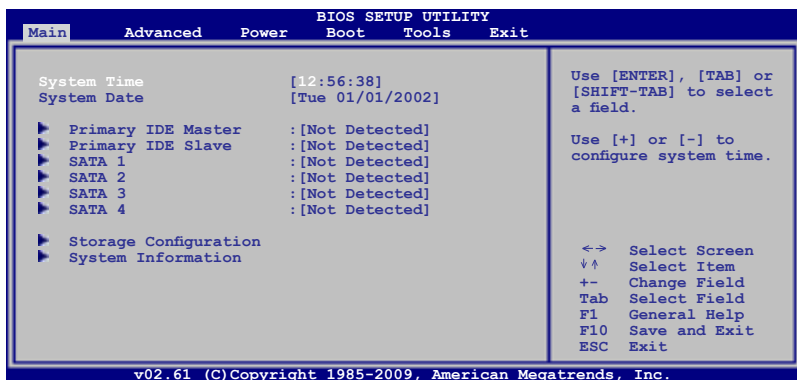 BIOS SETUP UTILITY
Main Advanced Power Boot Tools Exit
System Time [12:56:38]
System Date [Tue 01/01/2002]
Primary IDE Master :[Not Detected]
Primary IDE Slave :[Not Detected]
SATA 1 :[Not Detected]
SATA 2 :[Not Detected]
SATA 3 :[Not Detected]
SATA 4 :[Not Detected]
Storage Configuration
System Information
Use [ENTER], [TAB] or
[SHIFT-TAB] to select
a field.
Use [+] or [-] to
configure system time.
←→ Select Screen
↓↑ Select Item
+- Change Field
Tab Select Field
F1 General Help
F10 Save and Exit
ESC Exit
v02.61 (C)Copyright 1985-2009, American Megatrends, Inc.